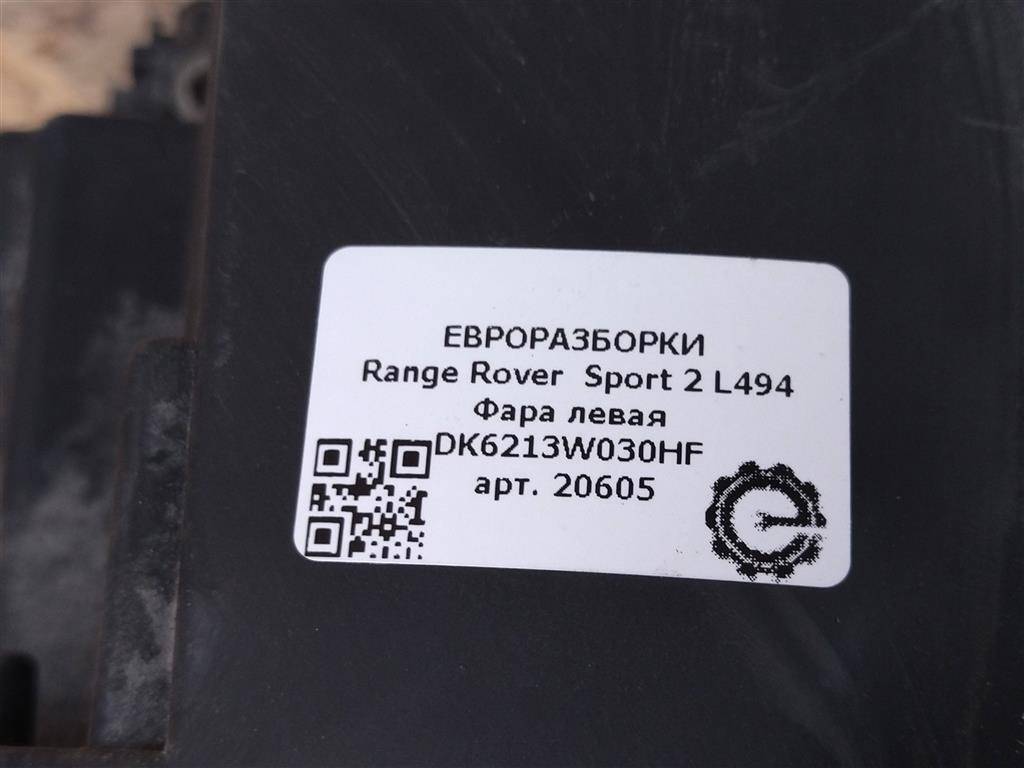 ЕВРОРАЗБОРКИ
Range Rover Sport 2 L494
Фара левая
DK6213W030HF
арт. 20605